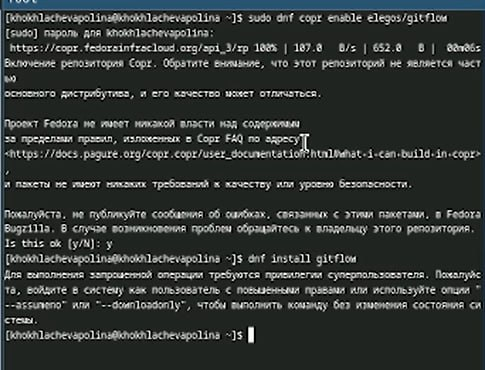 [khokhlachevapolina@khokhlachevapolina ~]$ sudo dnf copr enable elegos/gitflow
[sudo] пароль для khokhlachevapolina:
https://copr.fedorainfracloud.org/api_3/rp 100% | 107.0   B/s | 652.0   B |  00m06s
Включение репозитория Copr. Обратите внимание, что этот репозиторий не является част
ью
основного дистрибутива, и его качество может отличаться.
Проект Fedora не имеет никакой власти над содержимым
за пределами правил, изложенных в Copr FAQ по адресу
<https://docs.pagure.org/copr.copr/user_documentation.html#what-i-can-build-in-copr>
,
и пакеты не имеют никаких требований к качеству или уровню безопасности.
Пожалуйста, не публикуйте сообщения об ошибках, связанных с этими пакетами, в Fedora
Bugzilla. В случае возникновения проблем обращайтесь к владельцу этого репозитория.
Is this ok [y/N]: y
[khokhlachevapolina@khokhlachevapolina ~]$ dnf install gitflow
Для выполнения запрошенной операции требуются привилегии суперпользователя. Пожалуйс
та, войдите в систему как пользователь с повышенными правами или используйте опции "
--assumeno" или "--downloadonly", чтобы выполнить команду без изменения состояния си
стемы.
[khokhlachevapolina@khokhlachevapolina ~]$